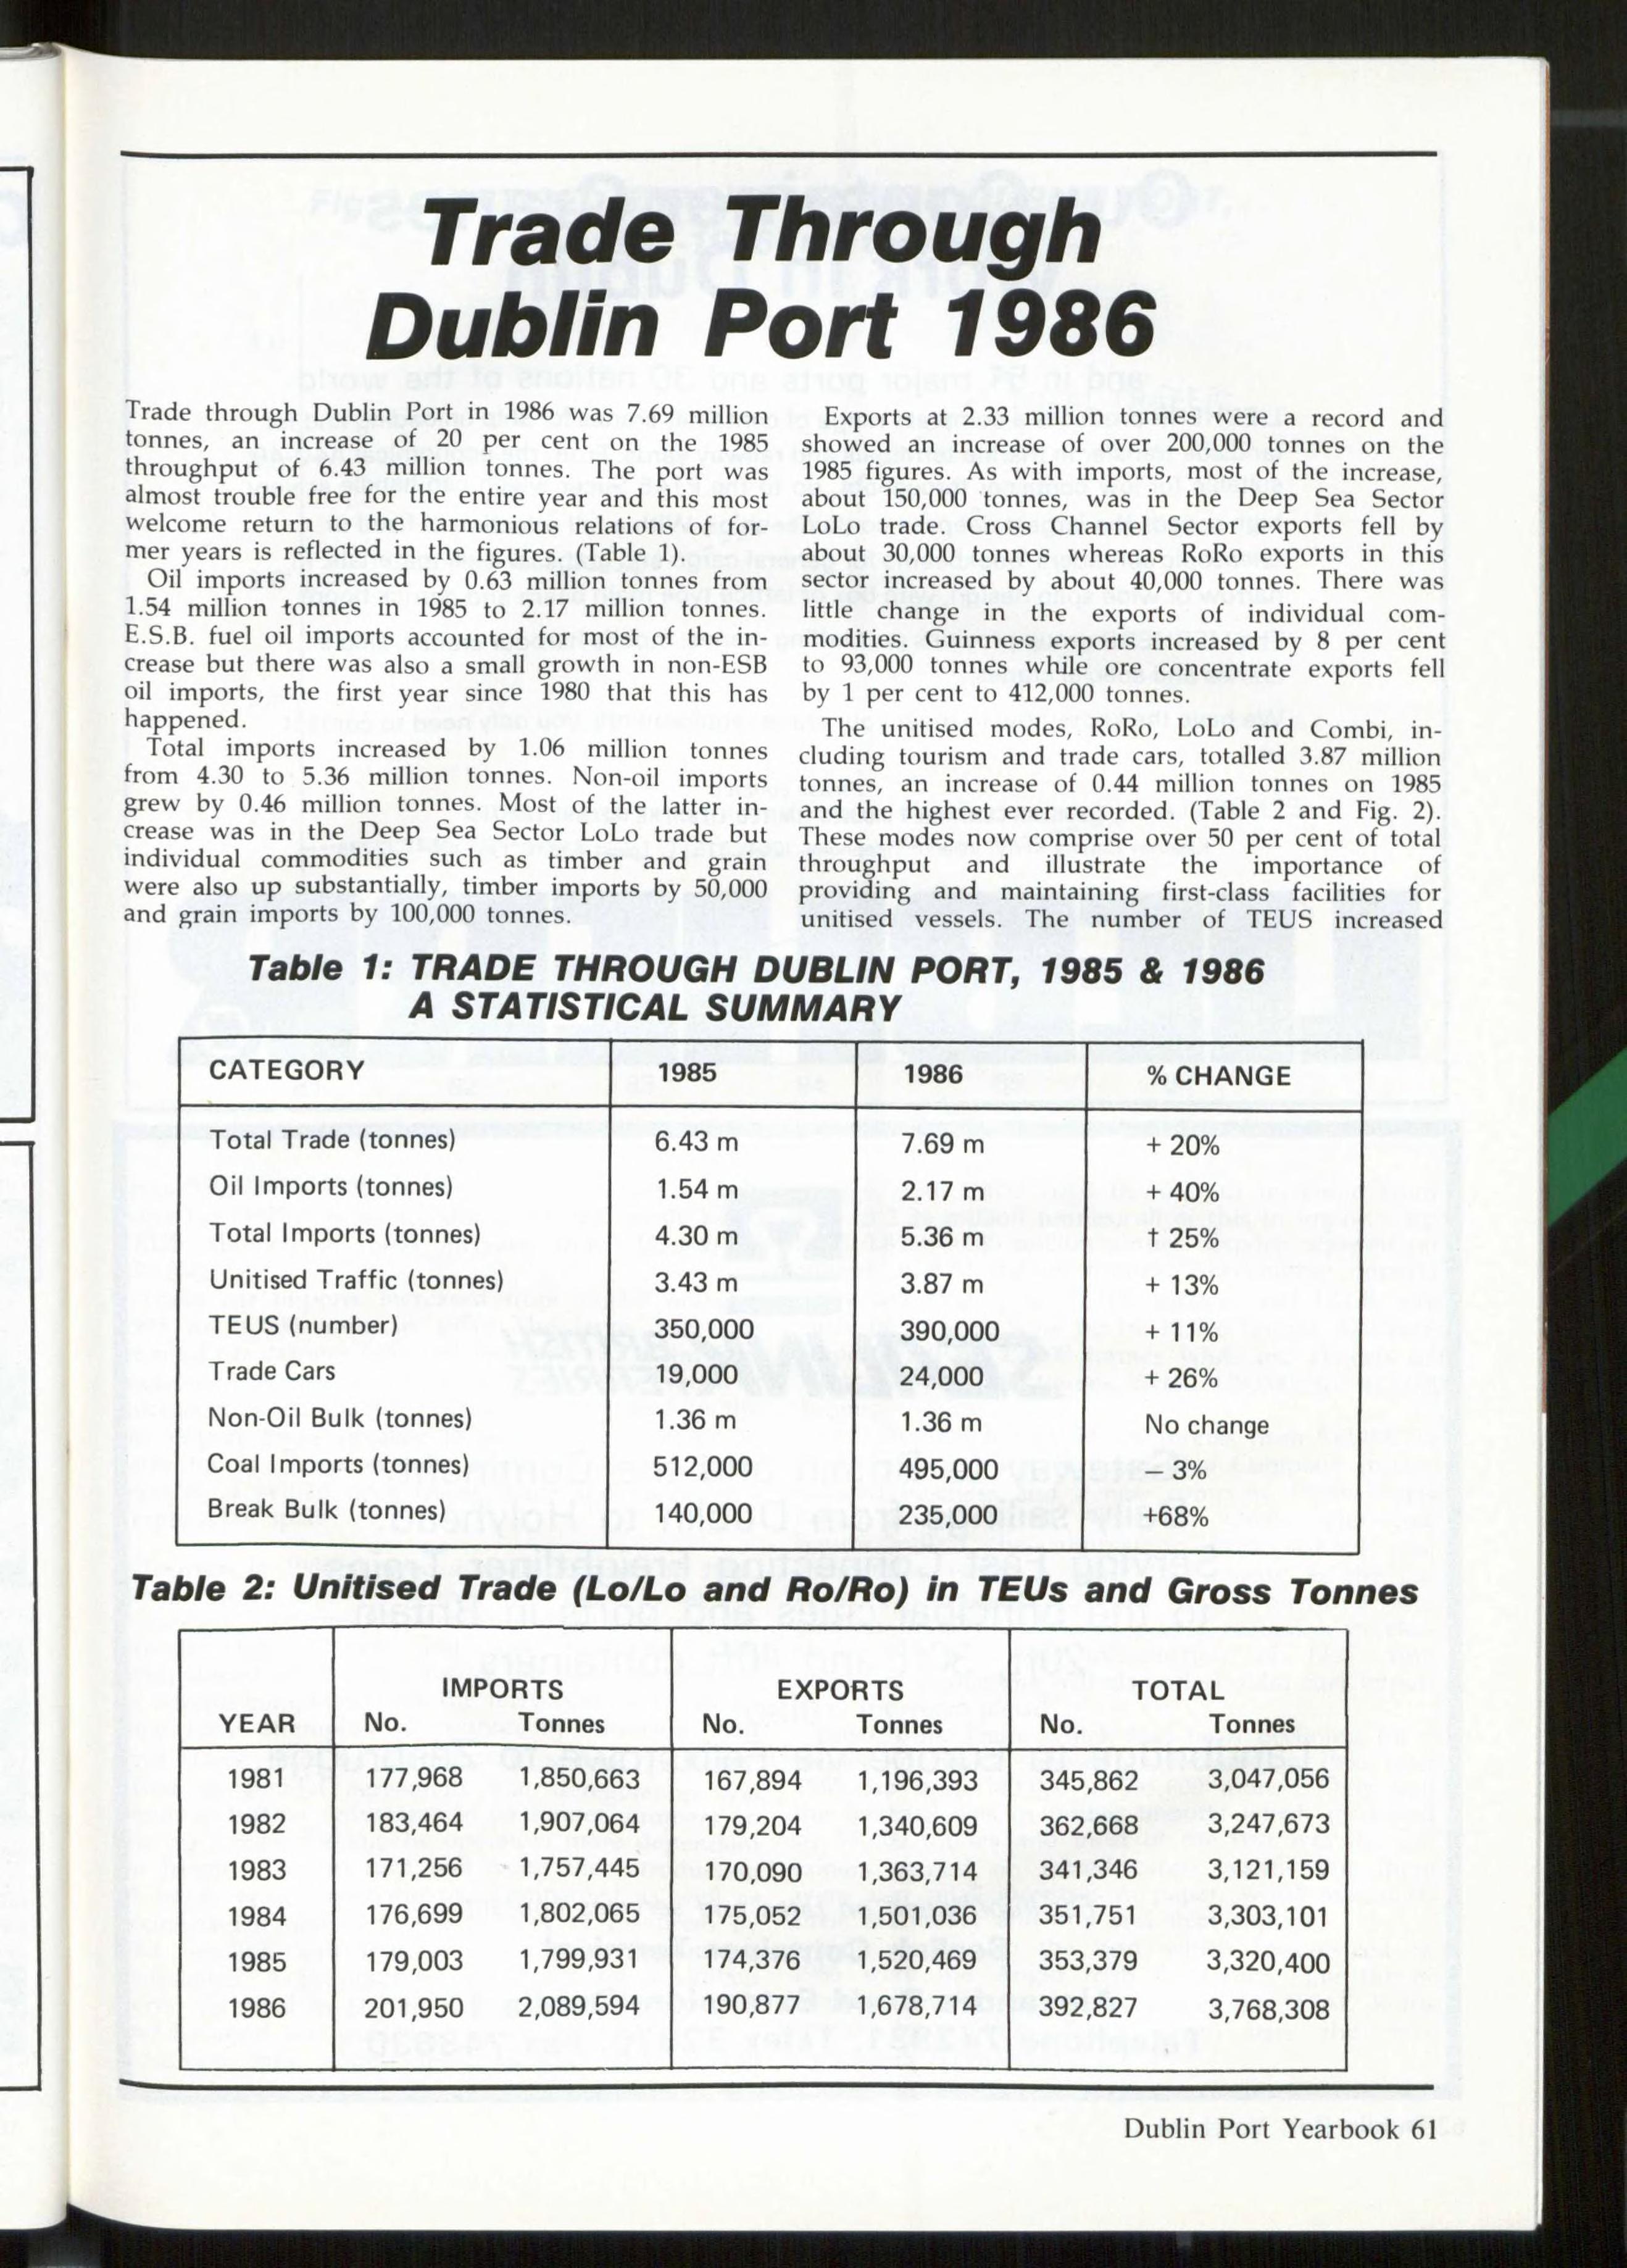 Trade Through
Dublin Port 1986
Trade through Dublin Port in 1986 was 7.69 million
tonnes, an increase of 20 per cent on the 1985
throughput of 6.43 million tonnes. The port was
almost trouble free for the entire year and this most
welcome return to the harmonious relations of for-
mer years is reflected in the figures. (Table 1).
Oil imports increased by 0.63 million tonnes from
1.54 million tonnes in 1985 to 2.17 million tonnes.
E.S.B. fuel oil imports accounted for most of the in-
crease but there was also a small growth in non-ESB
oil imports, the first year since 1980 that this has
happened.
Total imports increased by 1.06 million tonnes
from 4.30 to 5.36 million tonnes. Non-oil imports
grew by 0.46 million tonnes. Most of the latter in-
crease was in the Deep Sea Sector LoLo trade but
individual commodities such as timber and grain
were also up substantially, timber imports by 50,000
and grain imports by 100,000 tonnes.
Exports at 2.33 million tonnes were a record and
showed an increase of over 200,000 tonnes on the
1985 figures. As with imports, most of the increase,
about 150,000 tonnes, was in the Deep Sea Sector
LoLo trade. Cross Channel Sector exports fell by
about 30,000 tonnes whereas RoRo exports in this
sector increased by about 40,000 tonnes. There was
little change in the exports of individual com-
modities. Guinness exports increased by 8 per cent
to 93,000 tonnes while ore concentrate exports fell
by 1 per cent to 412,000 tonnes.
The unitised modes, RoRo, LoLo and Combi, in-
cluding tourism and trade cars, totalled 3.87 million
tonnes, an increase of 0.44 million tonnes on 1985
and the highest ever recorded. (Table 2 and Fig. 2).
These modes now comprise over 50 per cent of total
throughput and illustrate the importance of
providing and maintaining first-class facilities for
unitised vessels. The number of TEUS increased
Table 1: TRADE THROUGH DUBLIN PORT, 1985 & 1986
A STATISTICAL SUMMARY
CATEGORY 1985 1986 % CHANGE
Total Trade (tonnes) 6.43 m 7.69 m + 20%
Oil Imports (tonnes) 1.54 m 2.17 m + 40%
Total Imports (tonnes) 4.30 m 5.36 m † 25%
Unitised Traffic (tonnes) 3.43 m 3.87 m + 13%
TEUS (number) 350,000 390,000 + 11%
Trade Cars 19,000 24,000 + 26%
Non-Oil Bulk (tonnes) 1.36 m 1.36 m No change
Coal Imports (tonnes) 512,000 495,000 – 3%
Break Bulk (tonnes) 140,000 235,000 +68%
Table 2: Unitised Trade (Lo/Lo and Ro/Ro) in TEUs and Gross Tonnes
IMPORTS EXPORTS TOTAL
YEAR No. Tonnes No. Tonnes No. Tonnes
1981 177,968 1,850,663 167,894 1,196,393 345,862 3,047,056
1982 183,464 1,907,064 179,204 1,340,609 362,668 3,247,673
1983 171,256 1,757,445 170,090 1,363,714 341,346 3,121,159
1984 176,699 1,802,065 175,052 1,501,036 351,751 3,303,101
1985 179,003 1,799,931 174,376 1,520,469 353,379 3,320,400
1986 201,950 2,089,594 190,877 1,678,714 392,827 3,768,308
Dublin Port Yearbook 61